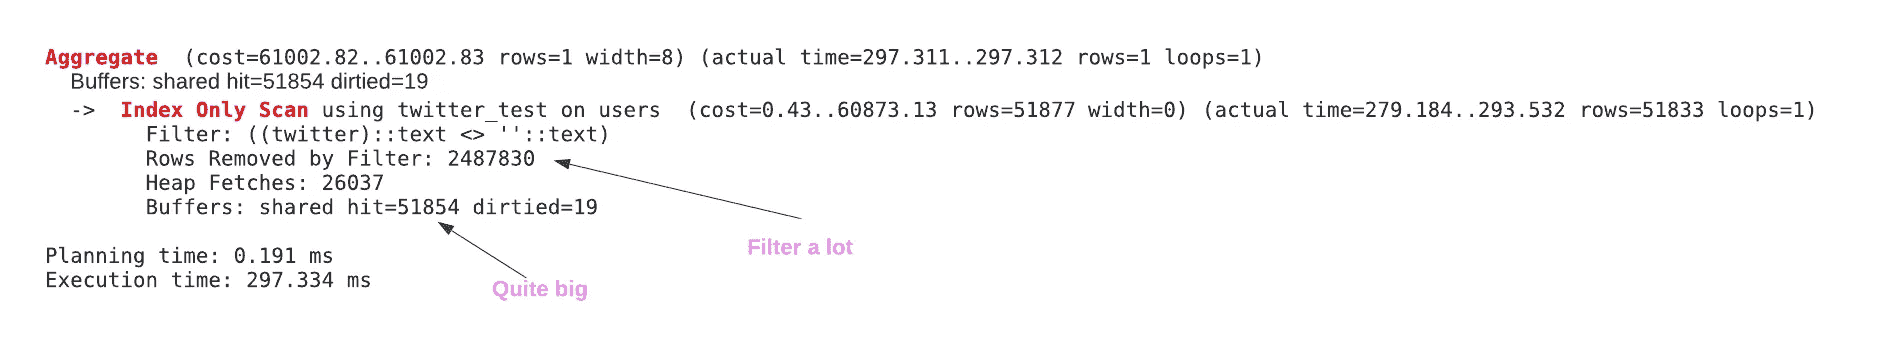 Aggregate  (cost=61002.82..61002.83 rows=1 width=8) (actual time=297.311..297.312 rows=1 loops=1)
Buffers: shared hit=51854 dirtied=19
->  Index Only Scan using twitter_test on users  (cost=0.43..60873.13 rows=51877 width=0) (actual time=279.184..293.532 rows=51833 loops=1)
Filter: ((twitter)::text <> ''::text)
Rows Removed by Filter: 2487830
Heap Fetches: 26037
Buffers: shared hit=51854 dirtied=19
Filter a lot
Planning time: 0.191 ms
Execution time: 297.334 ms
Quite big